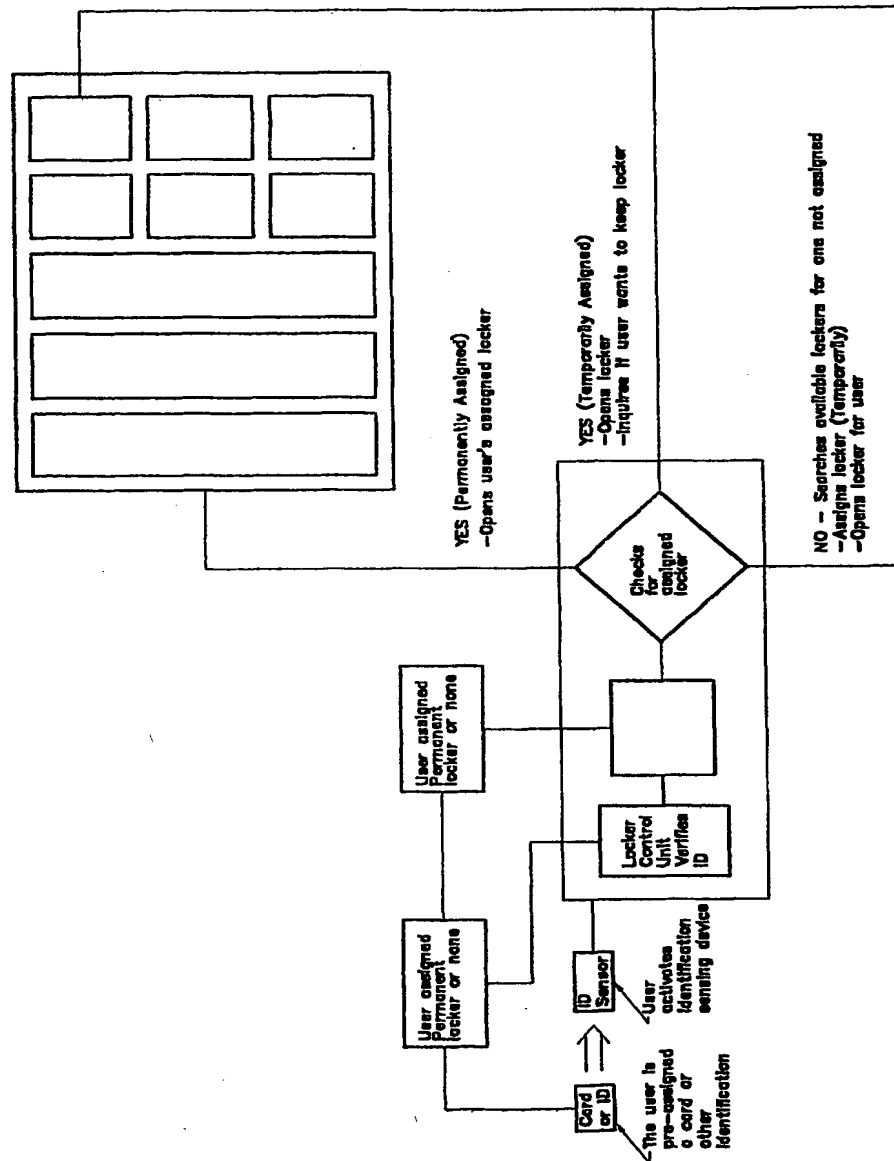 Card
or ID
The user is
pre-assigned
a card or
other
identification
ID
Sensor
User
activates
identification
sensing device
User assigned
Permanent
locker or none
User assigned
Permanent
locker or none
Locker
Control
Unit
Verifies
ID
Checks
for
assigned
locker
YES (Permanently Assigned)
-Opens user's assigned locker
YES (Temporarily Assigned)
-Opens locker
-Inquires if user wants to keep locker
NO - Searches available lockers for one not assigned
-Assigns locker (Temporarily)
-Opens locker for user